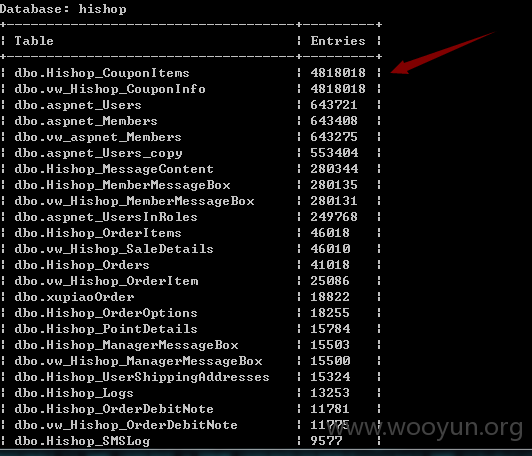 Database: hishop
Table Entries
dbo.Hishop_CouponItems 4818018
dbo.vw_Hishop_CouponInfo 4818018
dbo.aspnet_Users 643721
dbo.aspnet_Members 643408
dbo.vw_aspnet_Members 643275
dbo.aspnet_Users_copy 553404
dbo.Hishop_MessageContent 280344
dbo.Hishop_MemberMessageBox 280135
dbo.vw_Hishop_MemberMessageBox 280131
dbo.aspnet_UsersInRoles 249768
dbo.Hishop_OrderItems 46018
dbo.vw_Hishop_SaleDetails 46010
dbo.Hishop_Orders 41018
dbo.vw_Hishop_OrderItem 25086
dbo.xupiaoOrder 18822
dbo.Hishop_OrderOptions 18255
dbo.Hishop_PointDetails 15784
dbo.Hishop_ManagerMessageBox 15503
dbo.vw_Hishop_ManagerMessageBox 15500
dbo.Hishop_UserShippingAddresses 15324
dbo.Hishop_Logs 13253
dbo.Hishop_OrderDebitNote 11781
dbo.vw_Hishop_OrderDebitNote 11775
dbo.Hishop_SMSLog 9577
www.wooyun.org